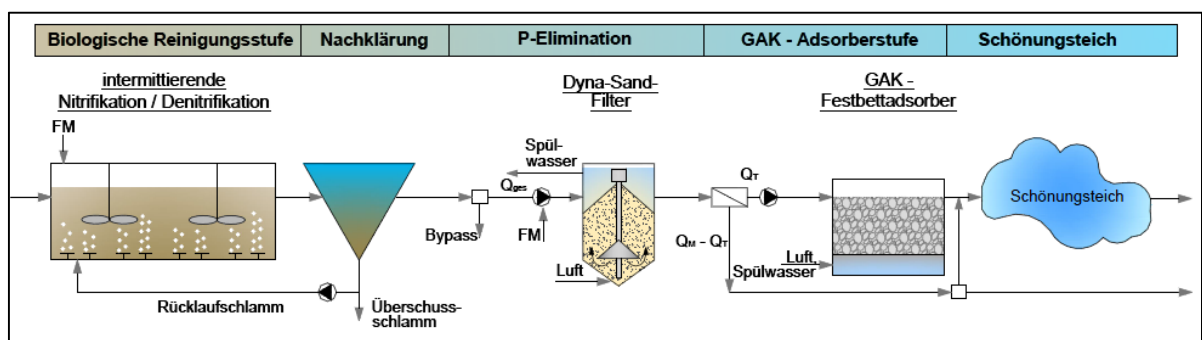 Biologische Reinigungsstufe
Nachklärung
P-Elimination
GAK - Adsorberstufe
Schönungsteich
intermittierende
Nitrifikation / Denitrifikation
Dyna-Sand-
Filter
GAK -
Festbettadsorber
FM
Spül-
wasser
Qges
QT
Schönungsteich
Bypass
FM
QM – QT
Luft
Luft,
Spülwasser
Rücklaufschlamm
Überschuss-
schlamm